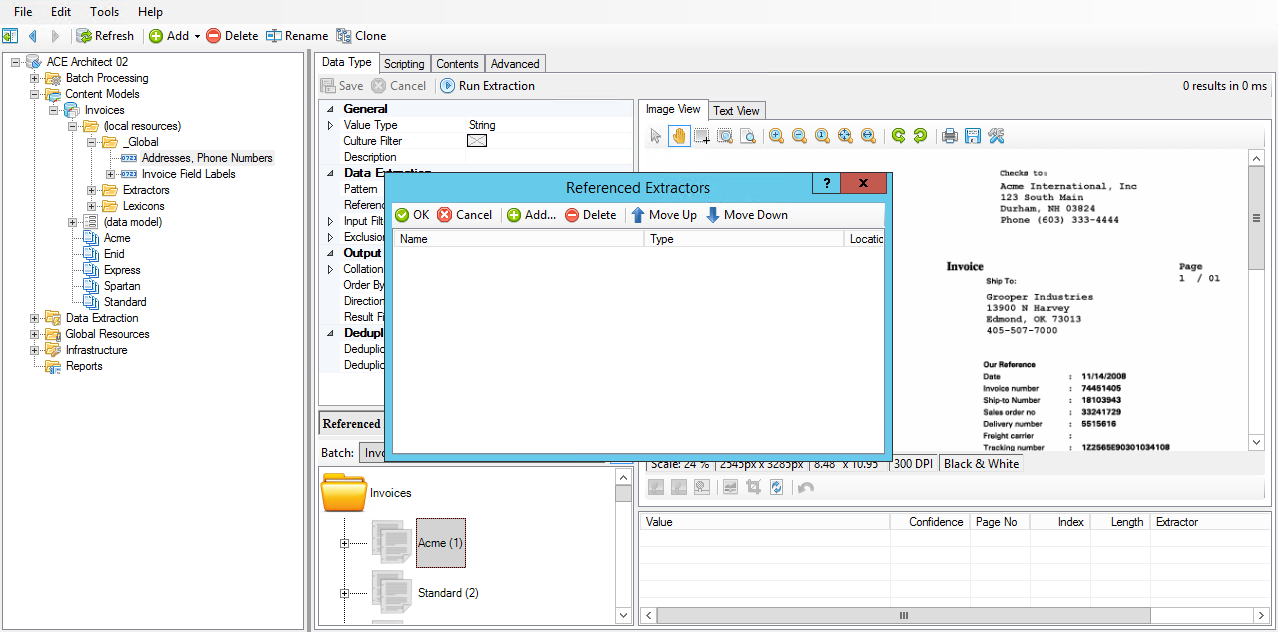 File Edit Tools Help
Refresh Add Delete Rename Clone
ACE Architect 02
Batch Processing
Content Models
Invoices
(local resources)
_Global
Addresses, Phone Numbers
Invoice Field Labels
Extractors
Lexicons
(data model)
Acme
Enid
Express
Spartan
Standard
Data Extraction
Global Resources
Infrastructure
Reports
Data Type Scripting Contents Advanced
Save Cancel Run Extraction 0 results in 0 ms
General
Value Type String
Culture Filter
Description
Data Extraction
Pattern
Referenc
Input Filt
Exclusion
Output
Collation
Order By
Direction
Result Fi
Dedupl
Deduplic
Deduplic
Referenced
Batch: Invo
Invoices
Acme (1)
Standard (2)
Referenced Extractors ? X
OK Cancel Add... Delete Move Up Move Down
Name Type Locatic
Image View Text View
Checks to:
Acme International, Inc
123 South Main
Durham, NH 03824
Phone (603) 333-4444
Invoice Page
1 / 01
Ship To:
Grooper Industries
13900 N Harvey
Edmond, OK 73013
405-507-7000
Our Reference
Date : 11/14/2008
Invoice number : 74451405
Ship-to Number : 18103943
Sales order no : 33241729
Delivery number : 5515616
Freight carrier :
Tracking number : 1Z2565E90301034108
Scale: 24 % 2545px x 3285px 8.48" x 10.95" 300 DPI Black & White
Value Confidence Page No Index Length Extractor